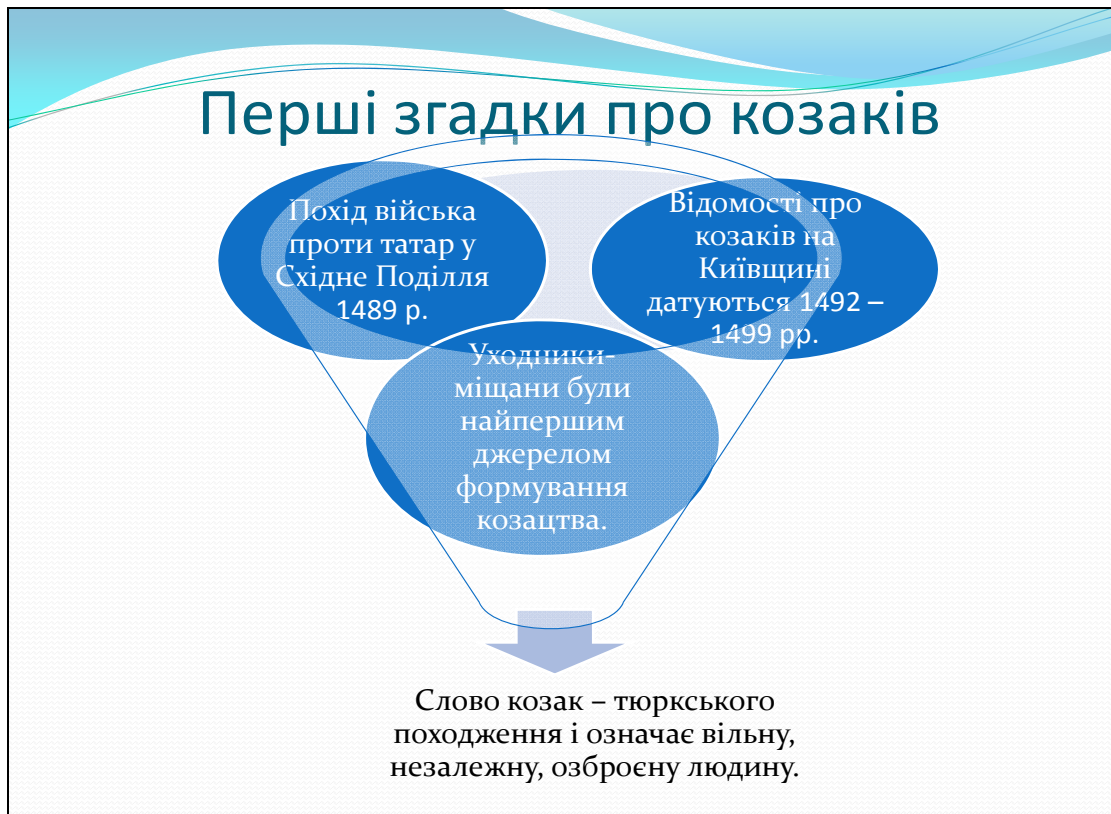 Перші згадки про козаків
Похід війська
проти татар у
Східне Поділля
1489 р.
Відомості про
козаків на
Київщині
датуються 1492 –
1499 рр.
Уходники-
міщани були
найпершим
джерелом
формування
козацтва.
Слово козак – тюркського
походження і означає вільну,
незалежну, озброєну людину.